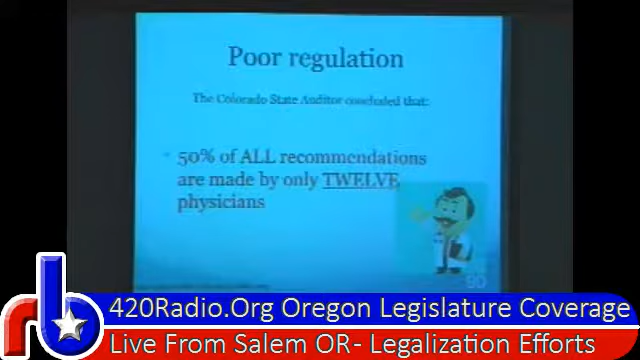 Poor regulation
The Colorado State Auditor concluded that:
50% of ALL recommendations
are made by only TWELVE
physicians
420Radio.Org Oregon Legislature Coverage
Live From Salem OR- Legalization Efforts